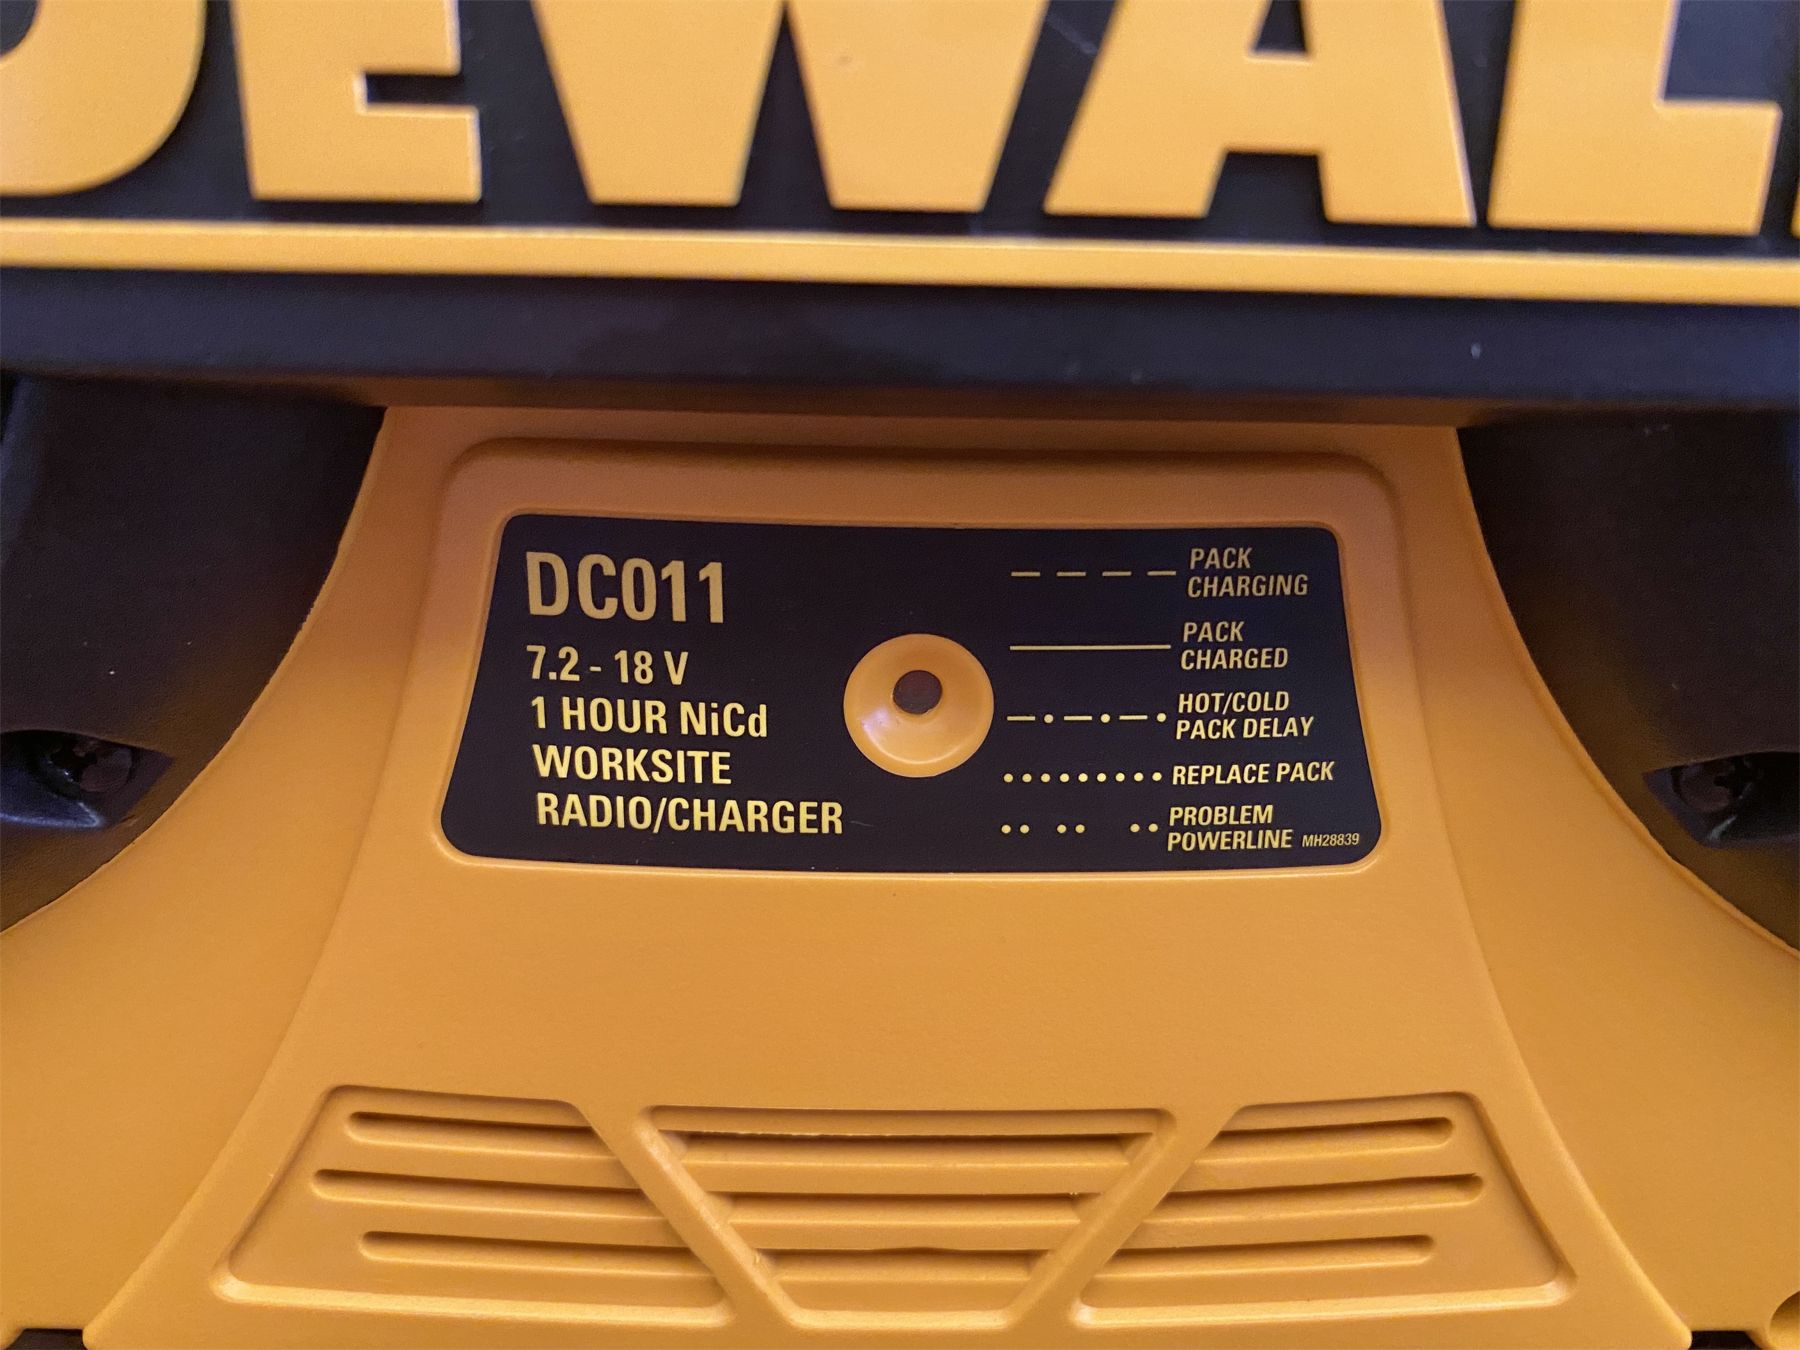 DEWAL
DC011
7.2 - 18 V
1 HOUR NiCd
WORKSITE
RADIO/CHARGER
PACK
CHARGING
PACK
CHARGED
HOT/COLD
PACK DELAY
REPLACE PACK
PROBLEM
POWERLINE MH28839